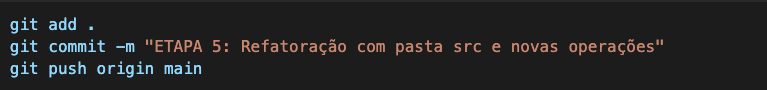 git add .
git commit -m "ETAPA 5: Refatoração com pasta src e novas operações"
git push origin main